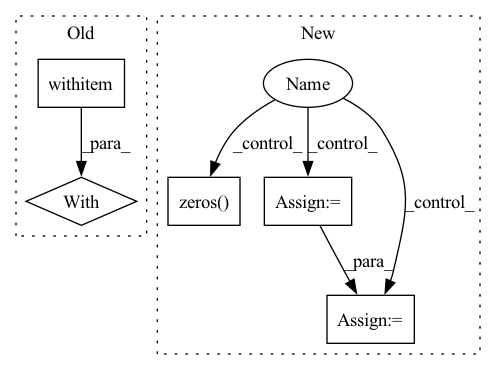 Old
New
withitem
Name
_para_
_control_
_control_
With
zeros()
Assign:=
_control_
_para_
Assign:=